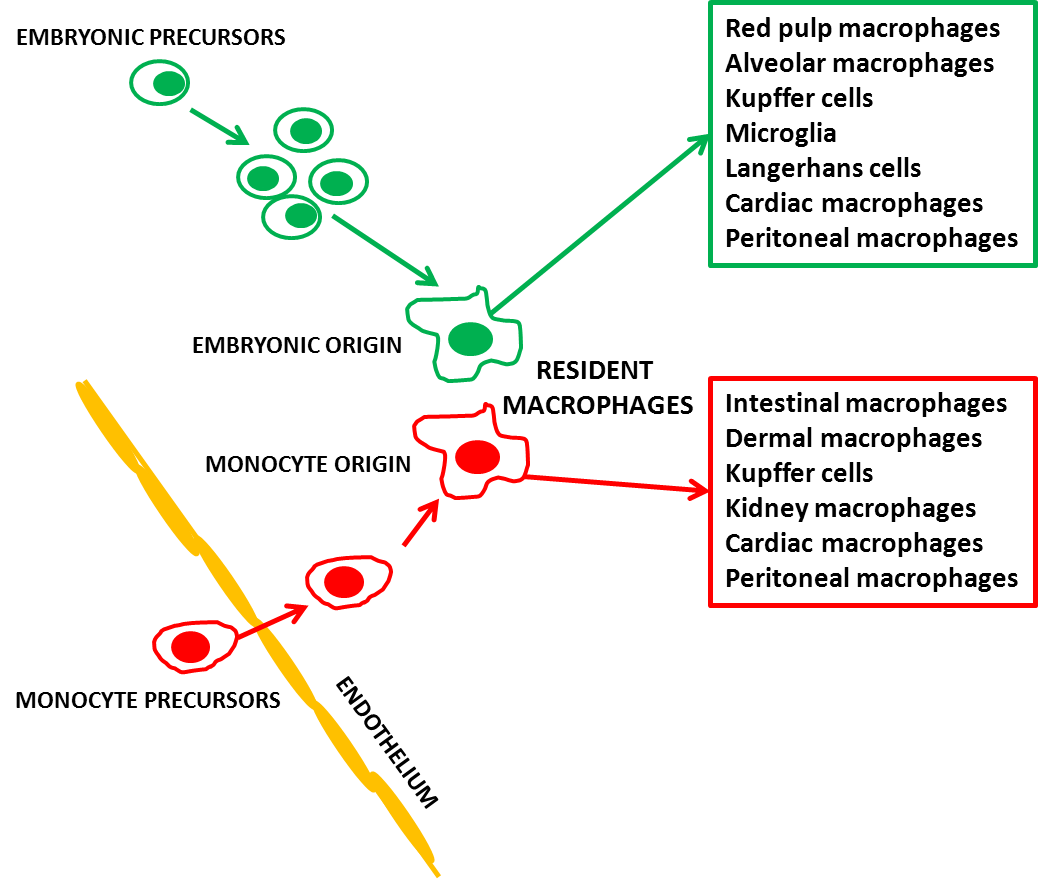 EMBRYONIC PRECURSORS
Red pulp macrophages
Alveolar macrophages
Kupffer cells
Microglia
Langerhans cells
Cardiac macrophages
Peritoneal macrophages
EMBRYONIC ORIGIN
RESIDENT
MACROPHAGES
MONOCYTE ORIGIN
Intestinal macrophages
Dermal macrophages
Kupffer cells
Kidney macrophages
Cardiac macrophages
Peritoneal macrophages
MONOCYTE PRECURSORS
ENDOTHELIUM